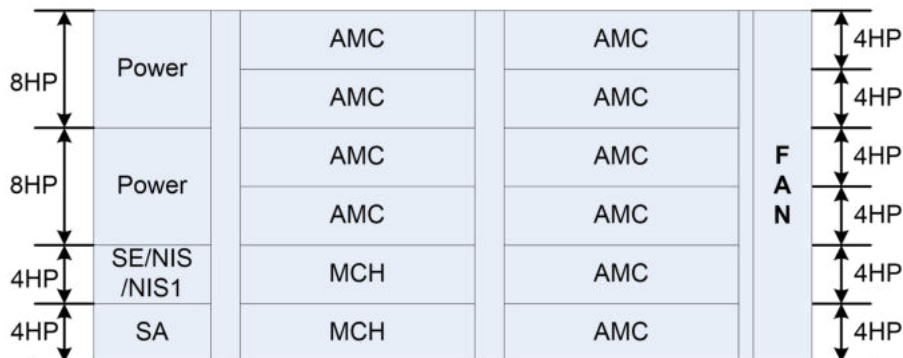 AMC AMC 4HP
8HP Power
AMC AMC 4HP
AMC AMC 4HP
8HP Power
F
A
N
AMC AMC 4HP
4HP SE/NIS
/NIS1
MCH AMC 4HP
4HP SA MCH AMC 4HP